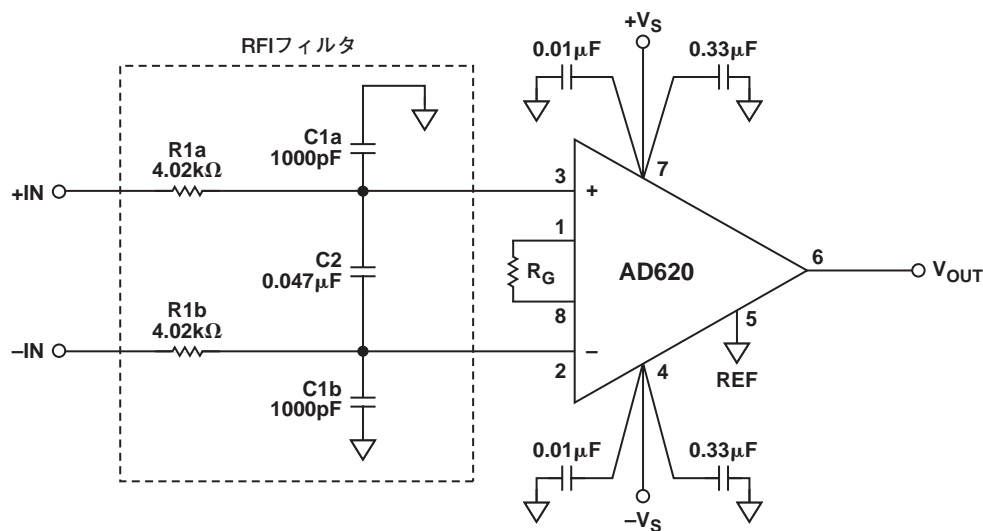 RFIフィルタ
+VS
0.01µF
0.33µF
C1a
1000pF
R1a
4.02kΩ
+IN
3
+
7
1
C2
0.047µF
RG
AD620
6
VOUT
R1b
4.02kΩ
8
5
–IN
–
2
4
REF
C1b
1000pF
0.01µF
0.33µF
–VS